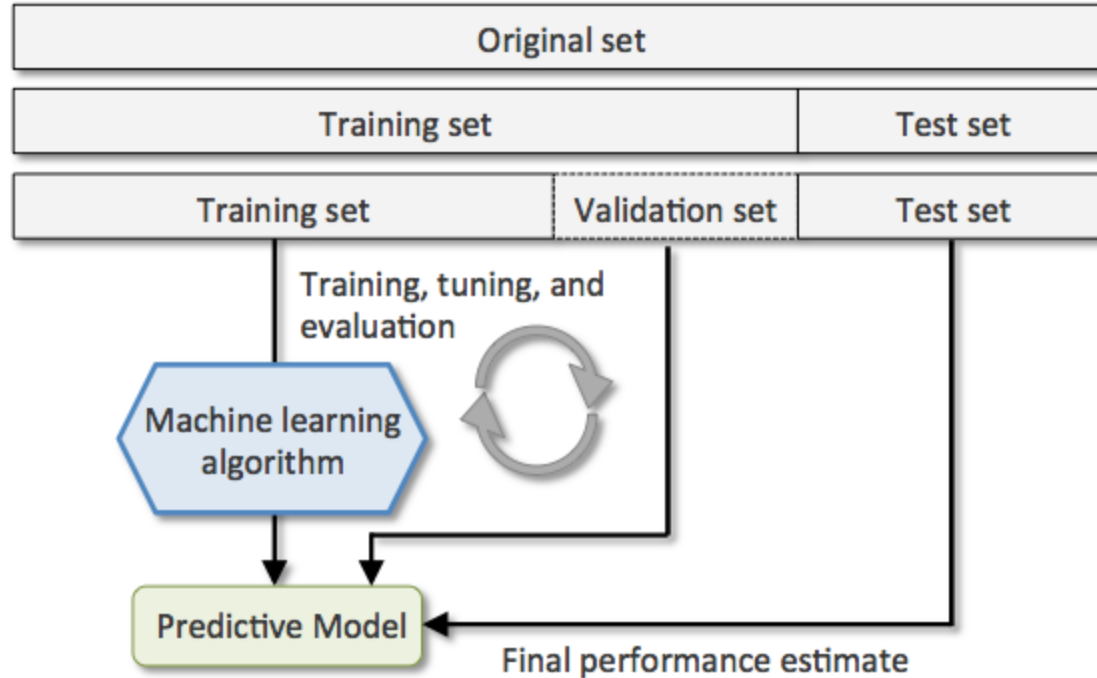 Original set
Training set
Test set
Training set
Validation set
Test set
Training, tuning, and
evaluation
Machine learning
algorithm
Predictive Model
Final performance estimate